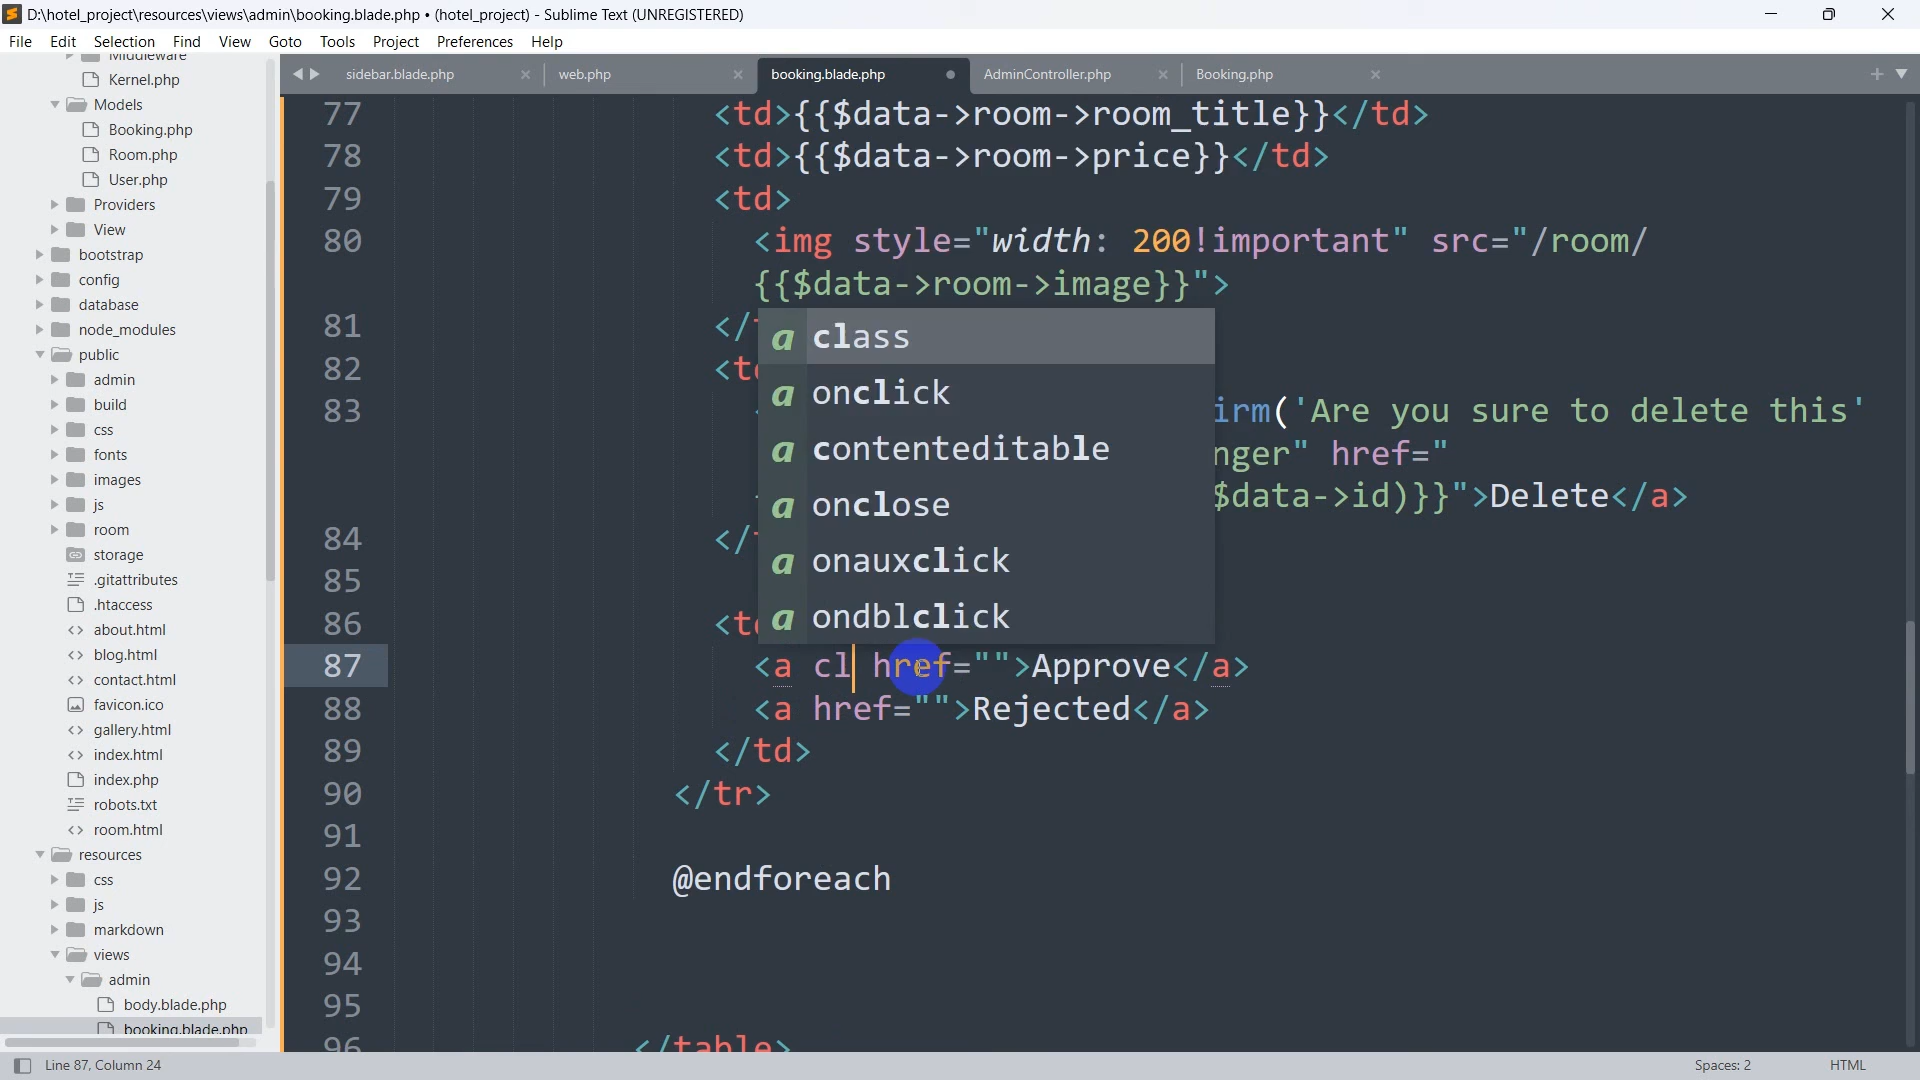 D:\hotel_project\resources\views\admin\booking.blade.php • (hotel_project) - Sublime Text (UNREGISTERED)
File Edit Selection Find View Goto Tools Project Preferences Help
Middleware
Kernel.php
Models
Booking.php
Room.php
User.php
Providers
View
bootstrap
config
database
node_modules
public
admin
build
css
fonts
images
js
room
storage
.gitattributes
.htaccess
about.html
blog.html
contact.html
favicon.ico
gallery.html
index.html
index.php
robots.txt
room.html
resources
css
js
markdown
views
admin
body.blade.php
booking.blade.php
sidebar.blade.php × web.php × booking.blade.php • AdminController.php × Booking.php ×
77 <td>{{$data->room->room_title}}</td>
78 <td>{{$data->room->price}}</td>
79 <td>
80 <img style="width: 200!important" src="/room/
{{$data->room->image}}">
81 </
82 <td
83 irm('Are you sure to delete this'
nger" href="
$data->id)}}">Delete</a>
84 </
85
86 <td
a class
a onclick
a contenteditable
a onclose
a onauxclick
a ondblclick
87 <a cl href="">Approve</a>
88 <a href="">Rejected</a>
89 </td>
90 </tr>
91
92 @endforeach
93
94
95
96 </table>
Line 87, Column 24
Spaces: 2
HTML